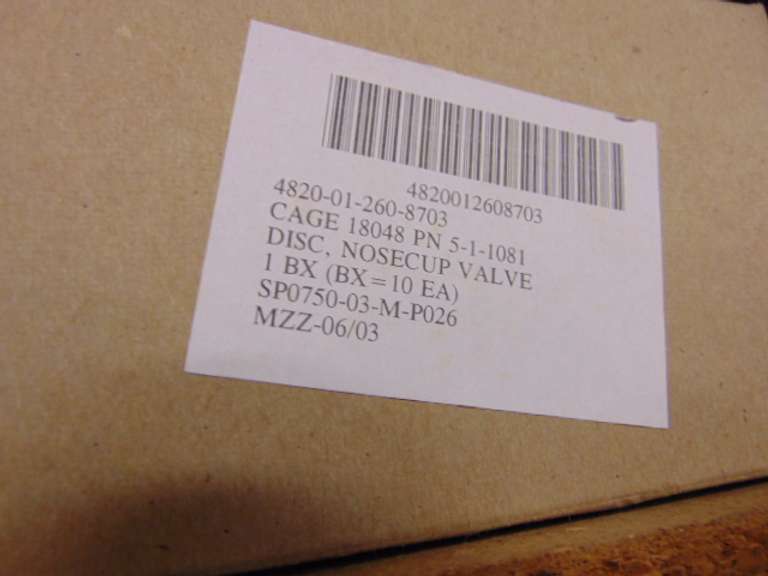 4820012608703
4820-01-260-8703
CAGE 18048 PN 5-1-1081
DISC, NOSECUP VALVE
1 BX (BX=10 EA)
SP0750-03-M-P026
MZZ-06/03